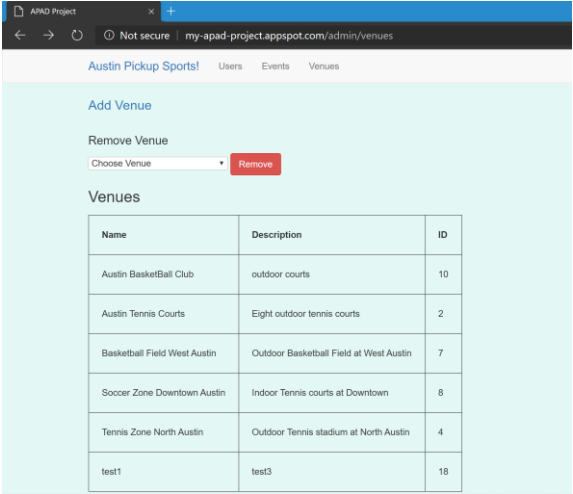 APAD Project
Not secure | my-apad-project.appspot.com/admin/venues
Austin Pickup Sports! Users Events Venues
Add Venue
Remove Venue
Choose Venue Remove
Venues
Name Description ID
Austin BasketBall Club outdoor courts 10
Austin Tennis Courts Eight outdoor tennis courts 2
Basketball Field West Austin Outdoor Basketball Field at West Austin 7
Soccer Zone Downtown Austin Indoor Tennis courts at Downtown 8
Tennis Zone North Austin Outdoor Tennis stadium at North Austin 4
test1 test3 18